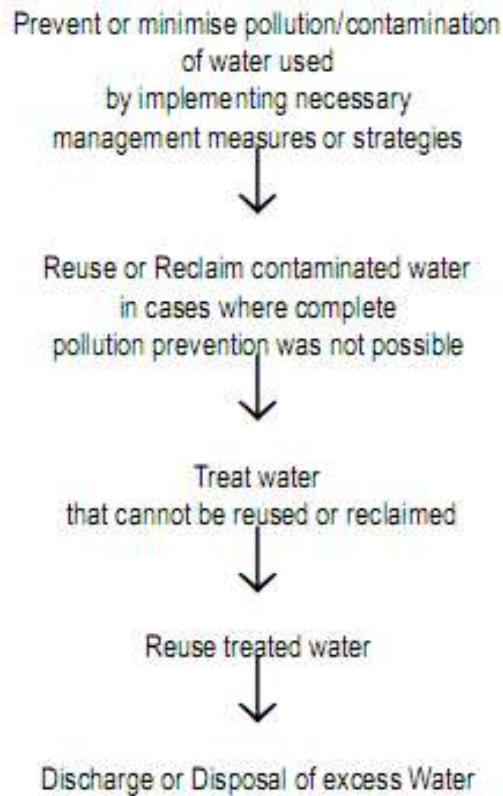 Prevent or minimise pollution/contamination
of water used
by implementing necessary
management measures or strategies
Reuse or Reclaim contaminated water
in cases where complete
pollution prevention was not possible
Treat water
that cannot be reused or reclaimed
Reuse treated water
Discharge or Disposal of excess Water